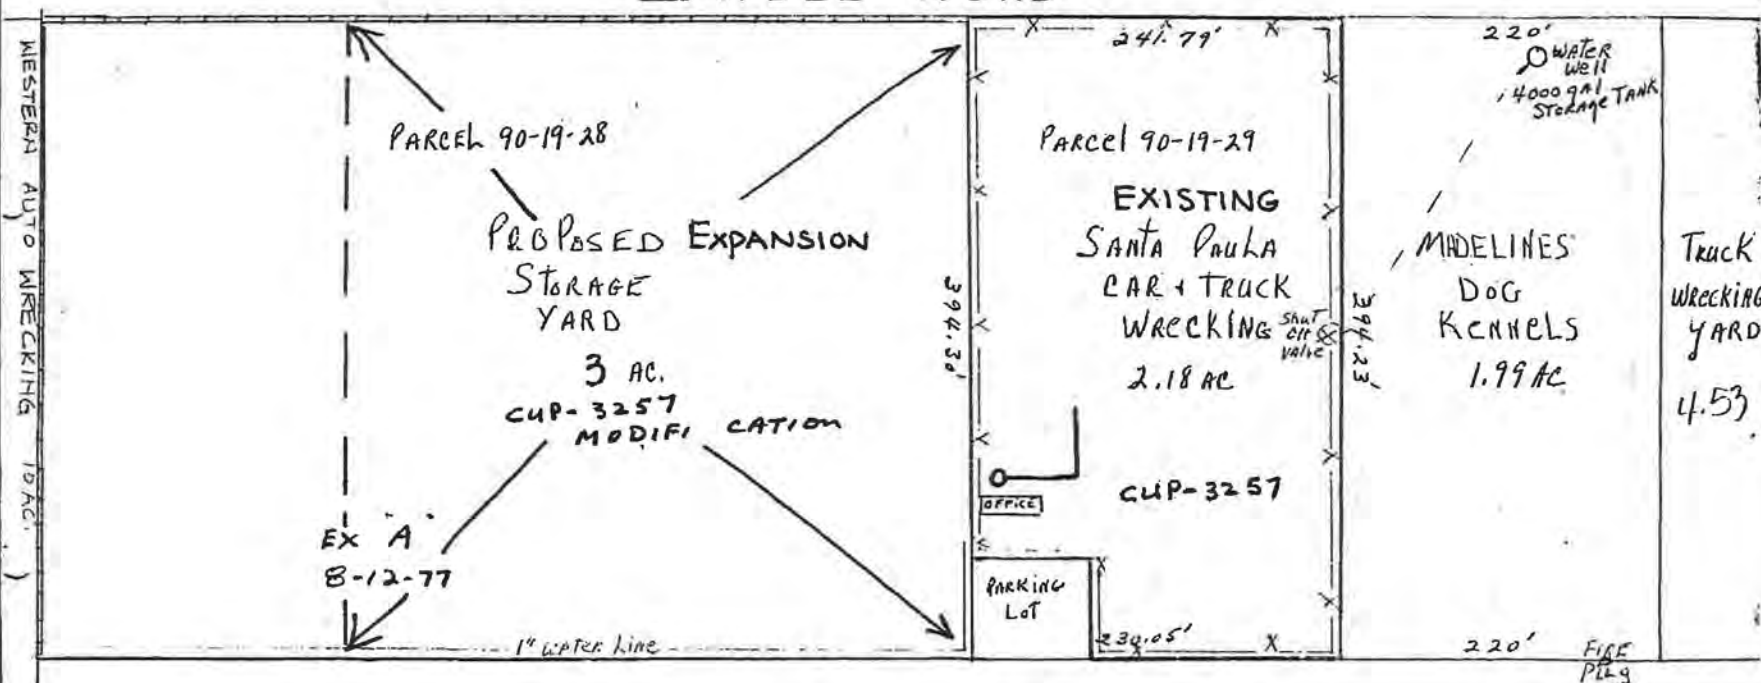 WESTERN AUTO WRECKING 10 AC.
PARCEL 90-19-28
PROPOSED EXPANSION
STORAGE
YARD
3 AC.
CUP-3257
MODIFI CATION
EX "A"
8-12-77
1" WATER LINE
394.30'
241.79'
PARCEL 90-19-29
EXISTING
SANTA PAULA
CAR & TRUCK
WRECKING
SHUT
OFF
VALVE
2.18 AC
CUP-3257
OFFICE
PARKING
LOT
230.05'
394.23'
220'
WATER
WELL
4000 gAl
STORAge TANK
MADELINES
DOG
KENNELS
1.99 AC
220'
FIRE
PLUg
TRUCK
WRECKING
YARD
4.53